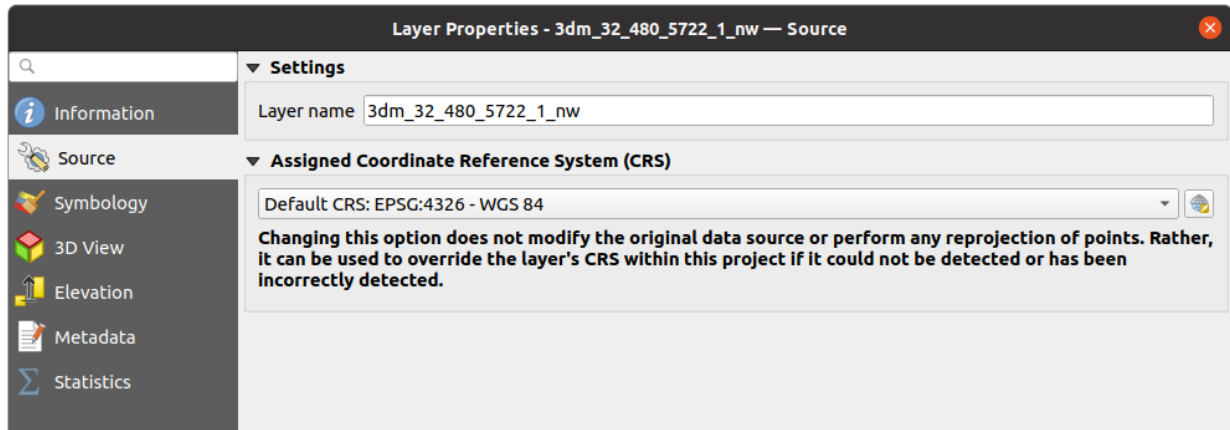 Layer Properties - 3dm_32_480_5722_1_nw — Source
Information
Source
Symbology
3D View
Elevation
Metadata
Statistics
Settings
Layer name 3dm_32_480_5722_1_nw
Assigned Coordinate Reference System (CRS)
Default CRS: EPSG:4326 - WGS 84
Changing this option does not modify the original data source or perform any reprojection of points. Rather,
it can be used to override the layer's CRS within this project if it could not be detected or has been
incorrectly detected.